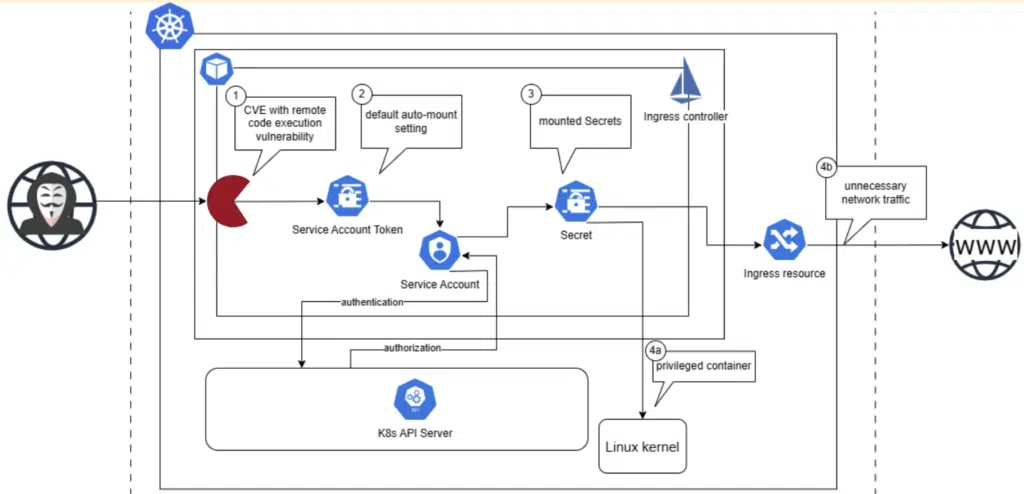 1
CVE with remote
code execution
vulnerability
2
default auto-mount
setting
3
mounted Secrets
Ingress controller
4b
unnecessary
network traffic
Service Account Token
Secret
Service Account
Ingress resource
WWW
authentication
authorization
4a
privileged container
K8s API Server
Linux kernel